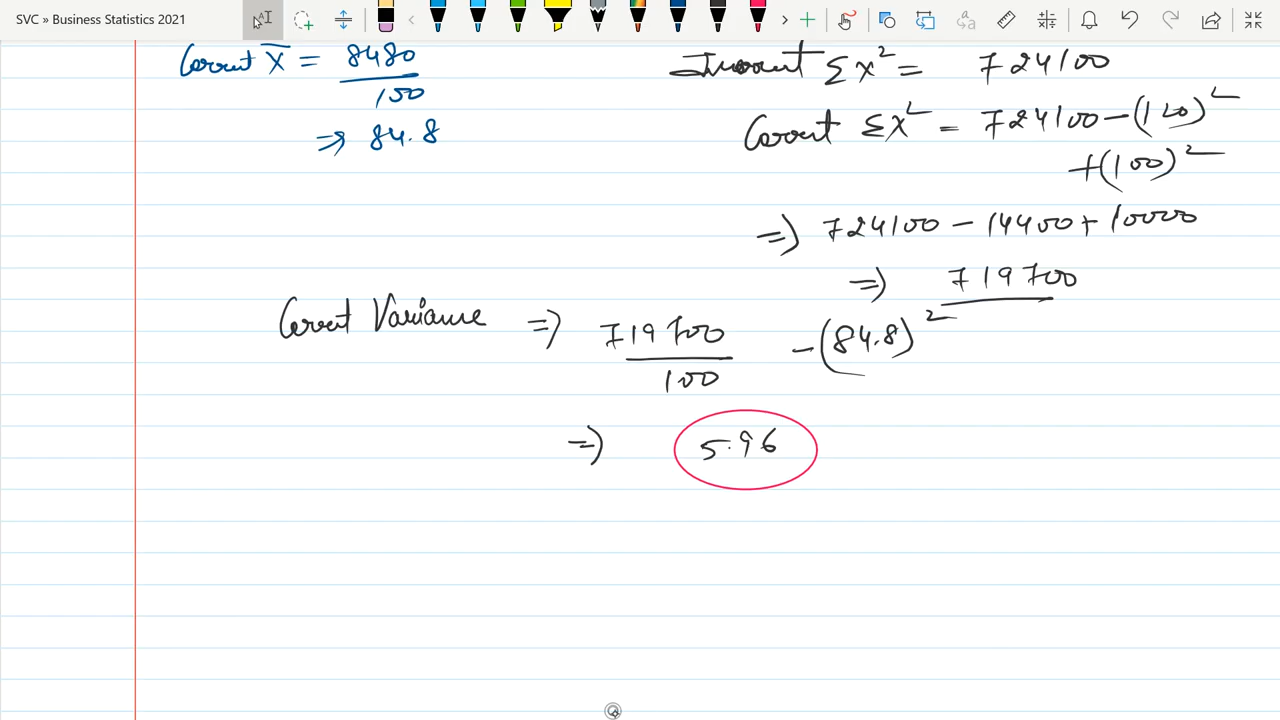 SVC » Business Statistics 2021
Correct X̄ = 8480
100
⇒ 84.8
Incorrect Σx² = 724100
Correct Σx² = 724100 - (120)²
+(100)²
⇒ 724100 - 14400 + 10000
⇒ 719700
Correct Variance ⇒ 719700 - (84.8)²
100
⇒ 5.96